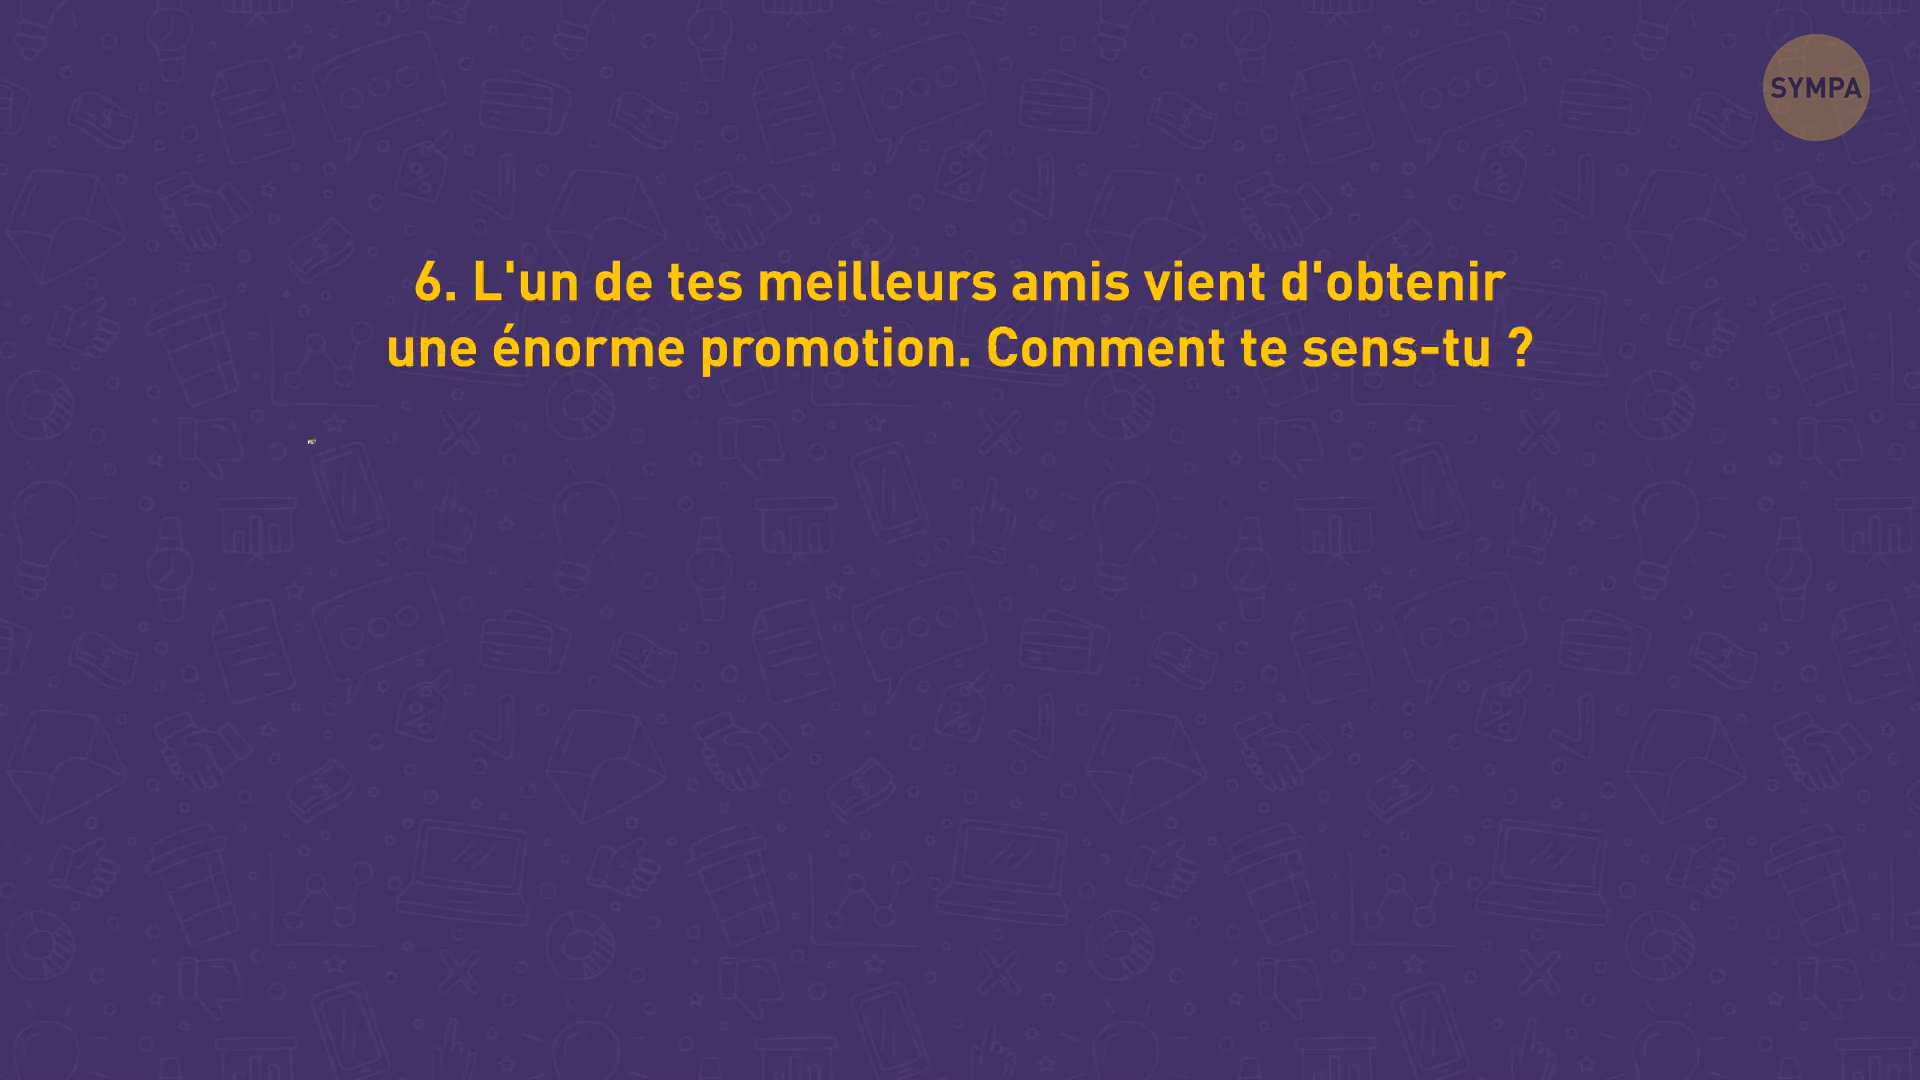 SYMPA
6. L'un de tes meilleurs amis vient d'obtenir
une énorme promotion. Comment te sens-tu ?